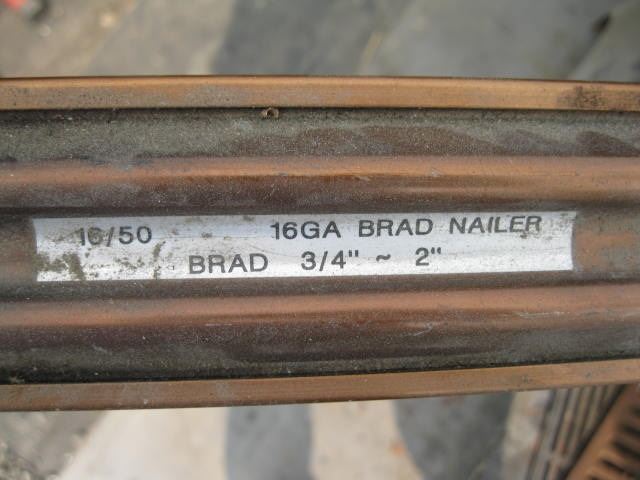 16/50 16GA BRAD NAILER
BRAD 3/4" ~ 2"